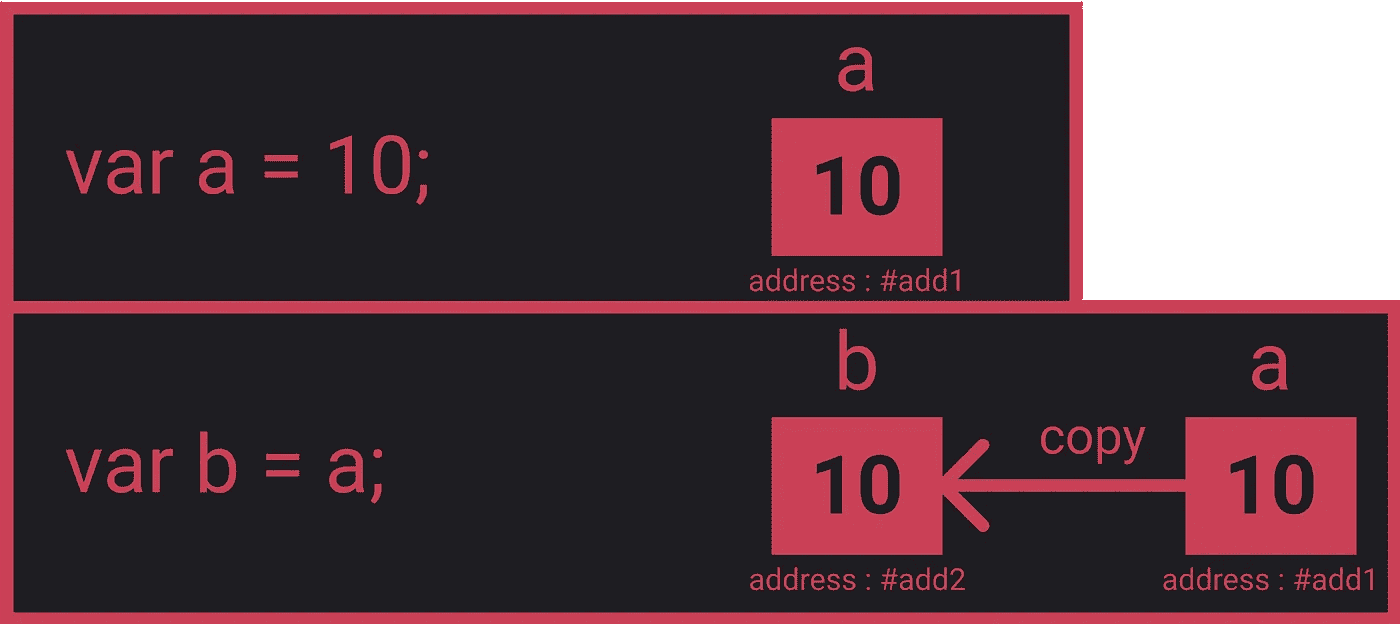 a
var a = 10;
10
address : #add1
b
a
copy
var b = a;
10
10
address : #add2
address : #add1